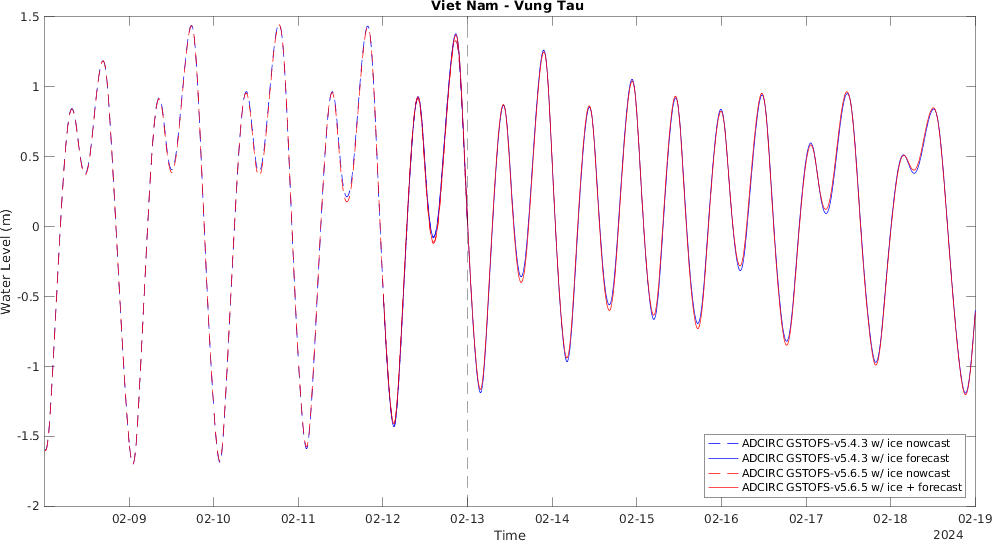 Viet Nam - Vung Tau
1.5
1
0.5
0
-0.5
-1
-1.5
-2
Water Level (m)
ADCIRC GSTOFS-v5.4.3 w/ ice nowcast
ADCIRC GSTOFS-v5.4.3 w/ ice forecast
ADCIRC GSTOFS-v5.6.5 w/ ice nowcast
ADCIRC GSTOFS-v5.6.5 w/ ice + forecast
02-09 02-10 02-11 02-12 02-13 02-14 02-15 02-16 02-17 02-18 02-19
Time
2024